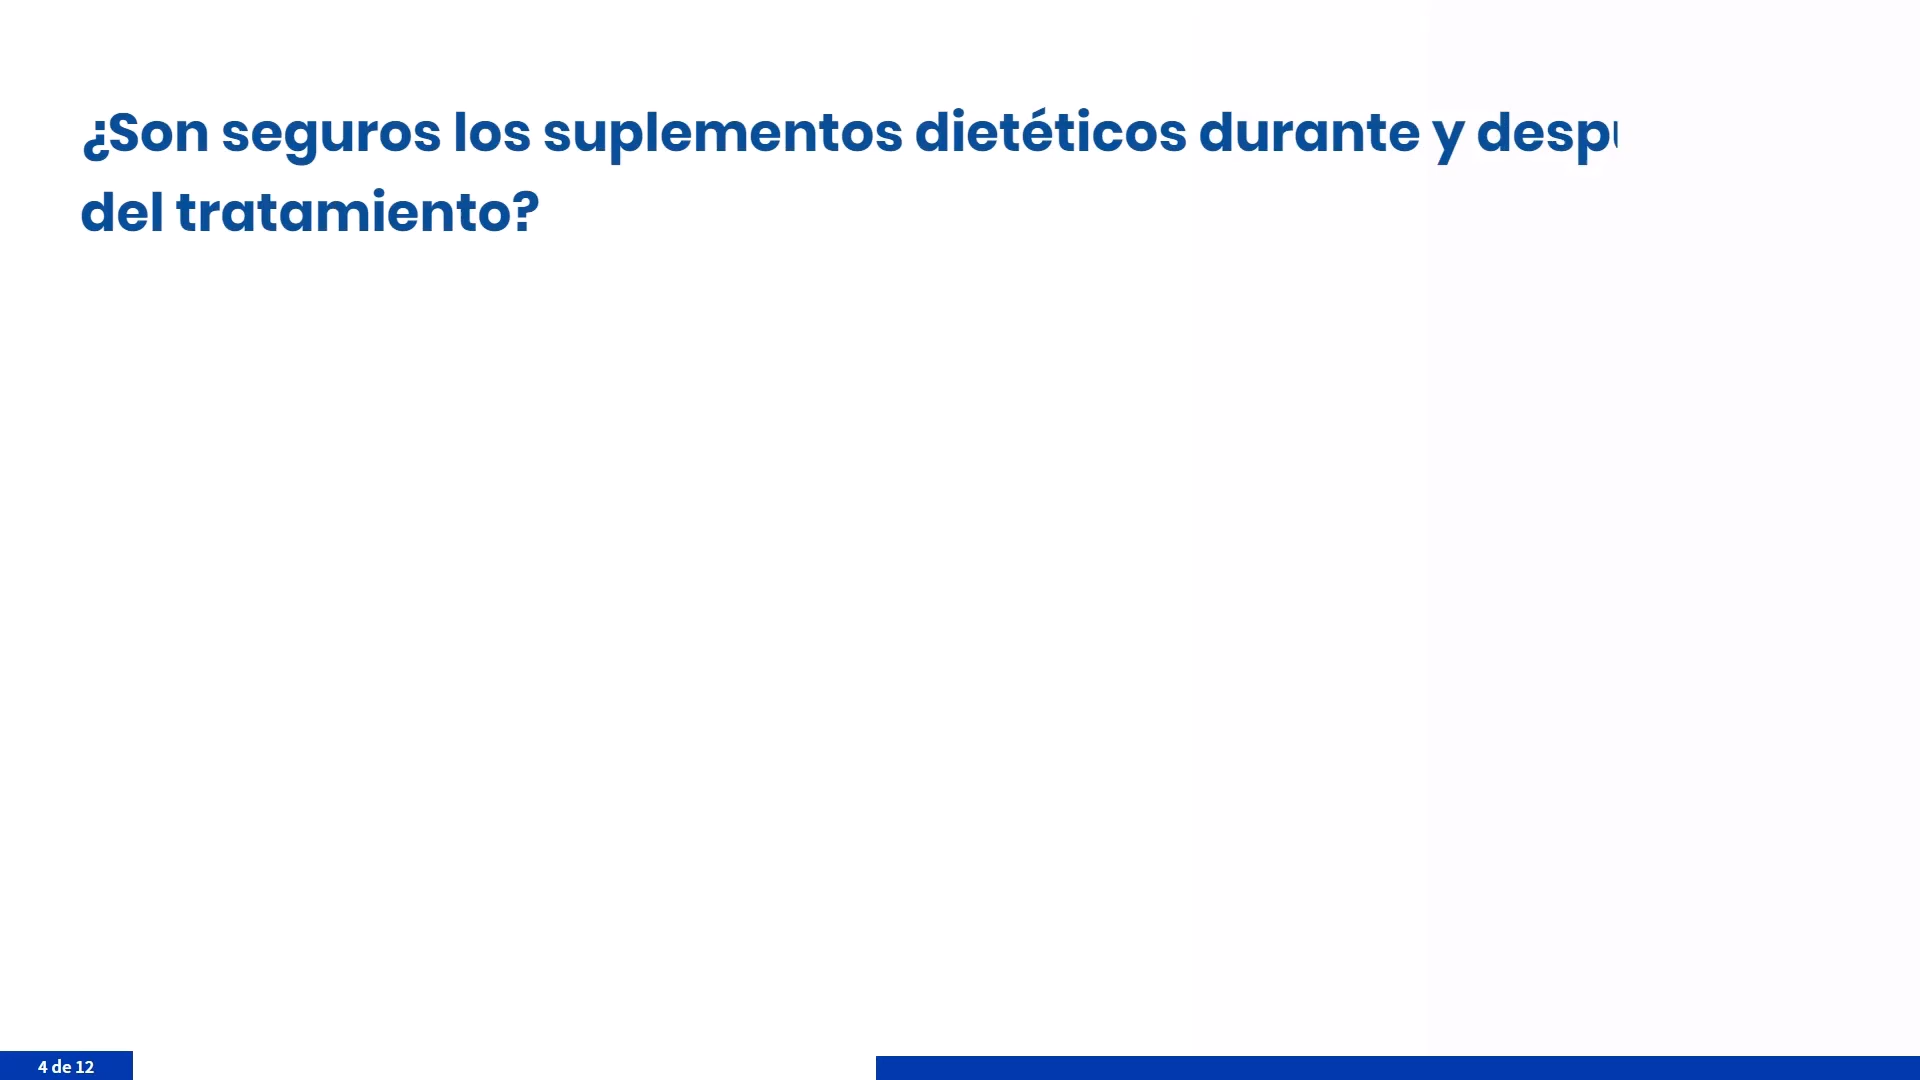 ¿Son seguros los suplementos dietéticos durante y desp
del tratamiento?
4 de 12